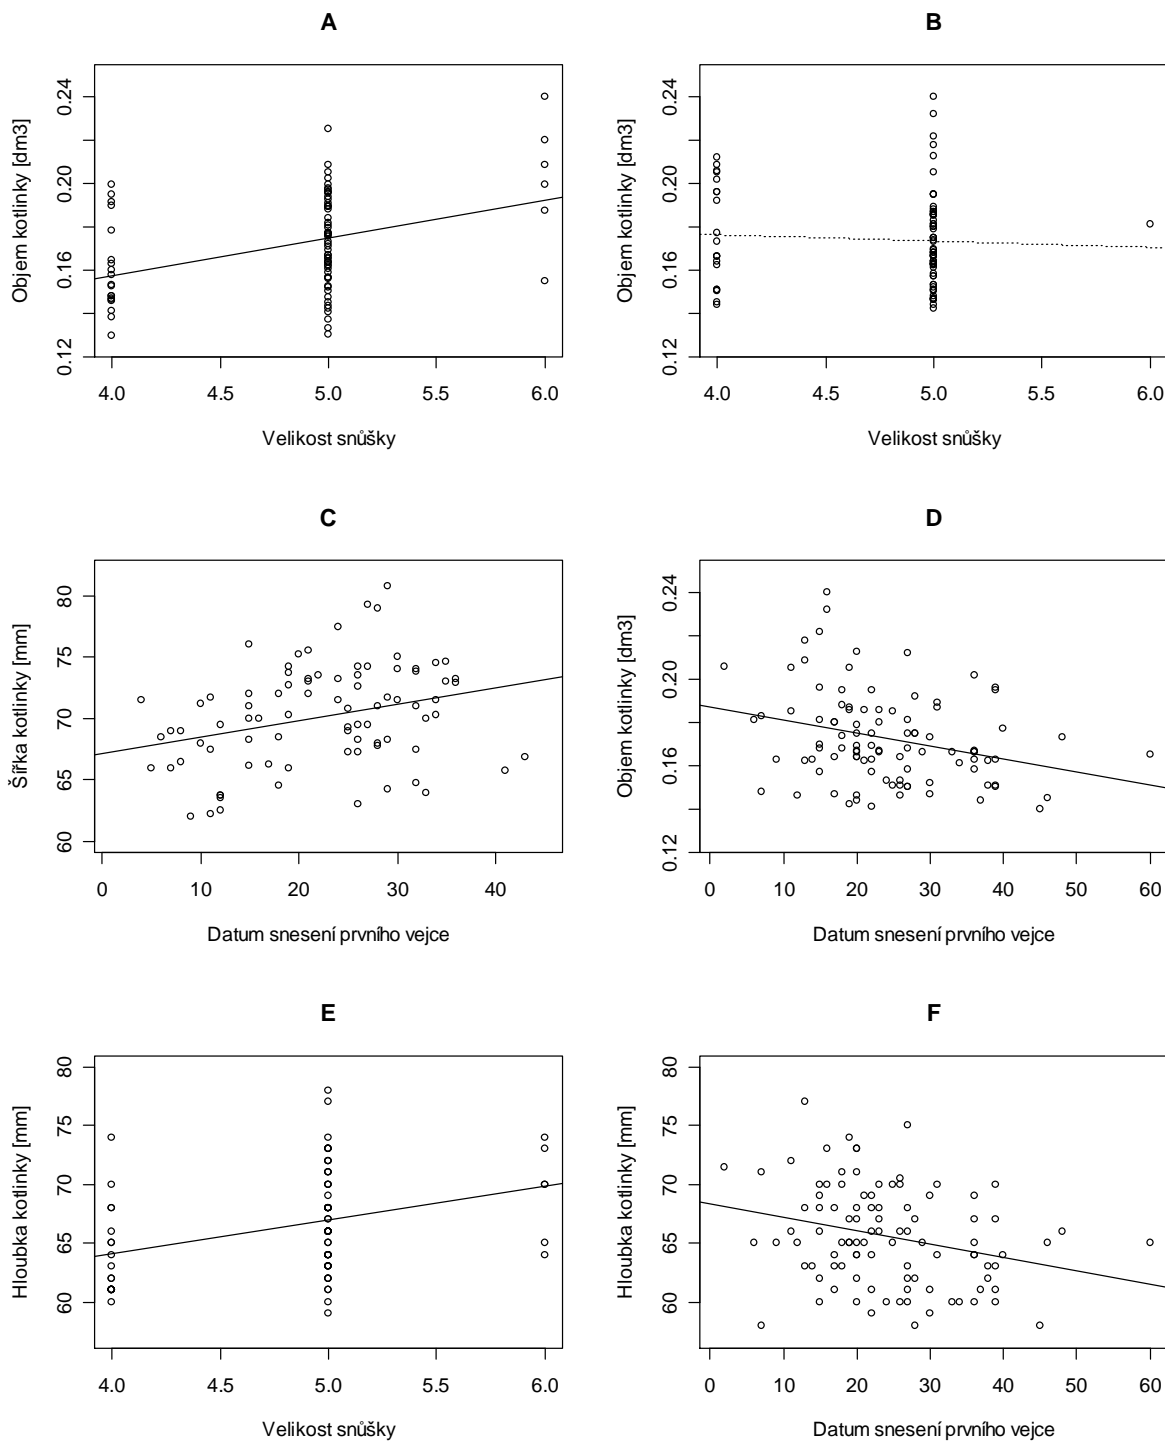 A
Objem kotlinky [dm3]
0.24
0.20
0.16
0.12
4.0 4.5 5.0 5.5 6.0
Velikost snůšky
B
Objem kotlinky [dm3]
0.24
0.20
0.16
0.12
4.0 4.5 5.0 5.5 6.0
Velikost snůšky
C
Šířka kotlinky [mm]
80
75
70
65
60
0 10 20 30 40
Datum snesení prvního vejce
D
Objem kotlinky [dm3]
0.24
0.20
0.16
0.12
0 10 20 30 40 50 60
Datum snesení prvního vejce
E
Hloubka kotlinky [mm]
80
75
70
65
60
4.0 4.5 5.0 5.5 6.0
Velikost snůšky
F
Hloubka kotlinky [mm]
80
75
70
65
60
0 10 20 30 40 50 60
Datum snesení prvního vejce